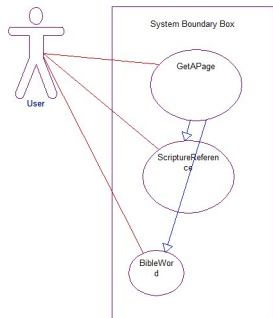 System Boundary Box
GetAPage
User
ScriptureReferen
ce
BibleWor
d